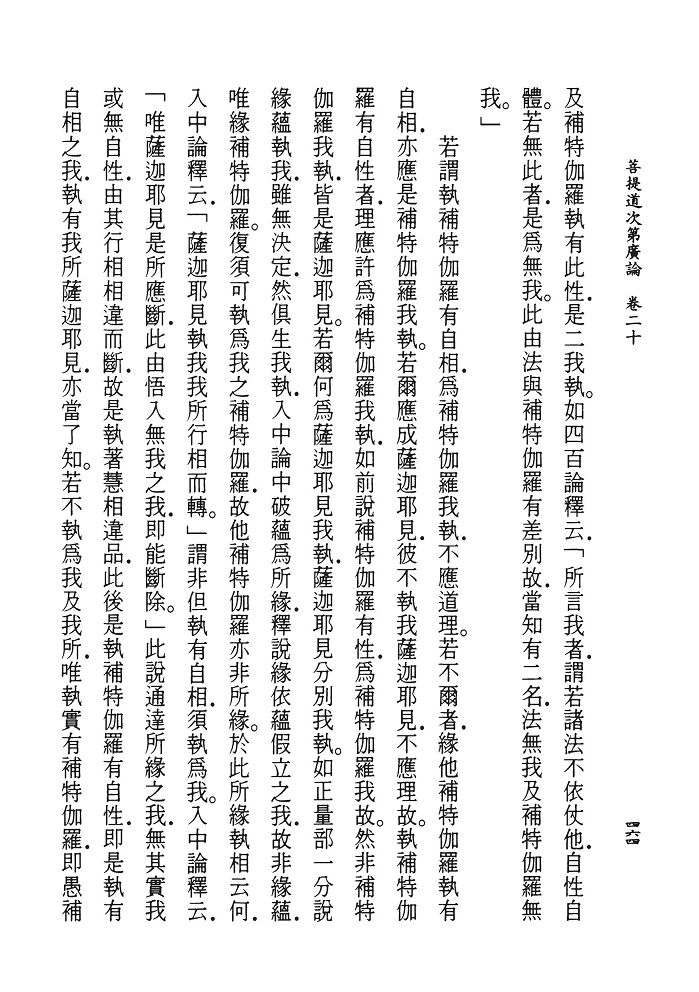 菩提道次第廣論　卷二十
四六四
及補特伽羅執有此性．是二我執。如四百論釋云．「所言我者．謂若諸法不依仗他．自性自
體。若無此者．是爲無我。此由法與補特伽羅有差別故．當知有二名．法無我及補特伽羅無
我。」
若謂執補特伽羅有自相．爲補特伽羅我執．不應道理。若不爾者．緣他補特伽羅執有
自相．亦應是補特伽羅我執。若爾應成薩迦耶見．彼不執我薩迦耶見．不應理故。執補特伽
羅有自性者．理應許爲補特伽羅我執．如前說補特伽羅有性．爲補特伽羅我故。然非補特
伽羅我執．皆是薩迦耶見。若爾何爲薩迦耶見我執．薩迦耶見分別我執。如正量部一分說
緣蘊執我．雖無決定．然俱生我執．入中論中破蘊爲所緣．釋說緣依蘊假立之我．故非緣蘊．
唯緣補特伽羅。復須可執爲我之補特伽羅．故他補特伽羅亦非所緣。於此所緣執相云何．
入中論釋云．「薩迦耶見執我我所行相而轉。」謂非但執有自相．須執爲我。入中論釋云．
「唯薩迦耶見是所應斷．此由悟入無我之我．即能斷除。」此說通達所緣之我．無其實我
或無自性．由其行相相違而斷．故是執著慧相違品．此後是執補特伽羅有自性．即是執有
自相之我．執有我所薩迦耶見．亦當了知。若不執爲我及我所．唯執實有補特伽羅．即愚補